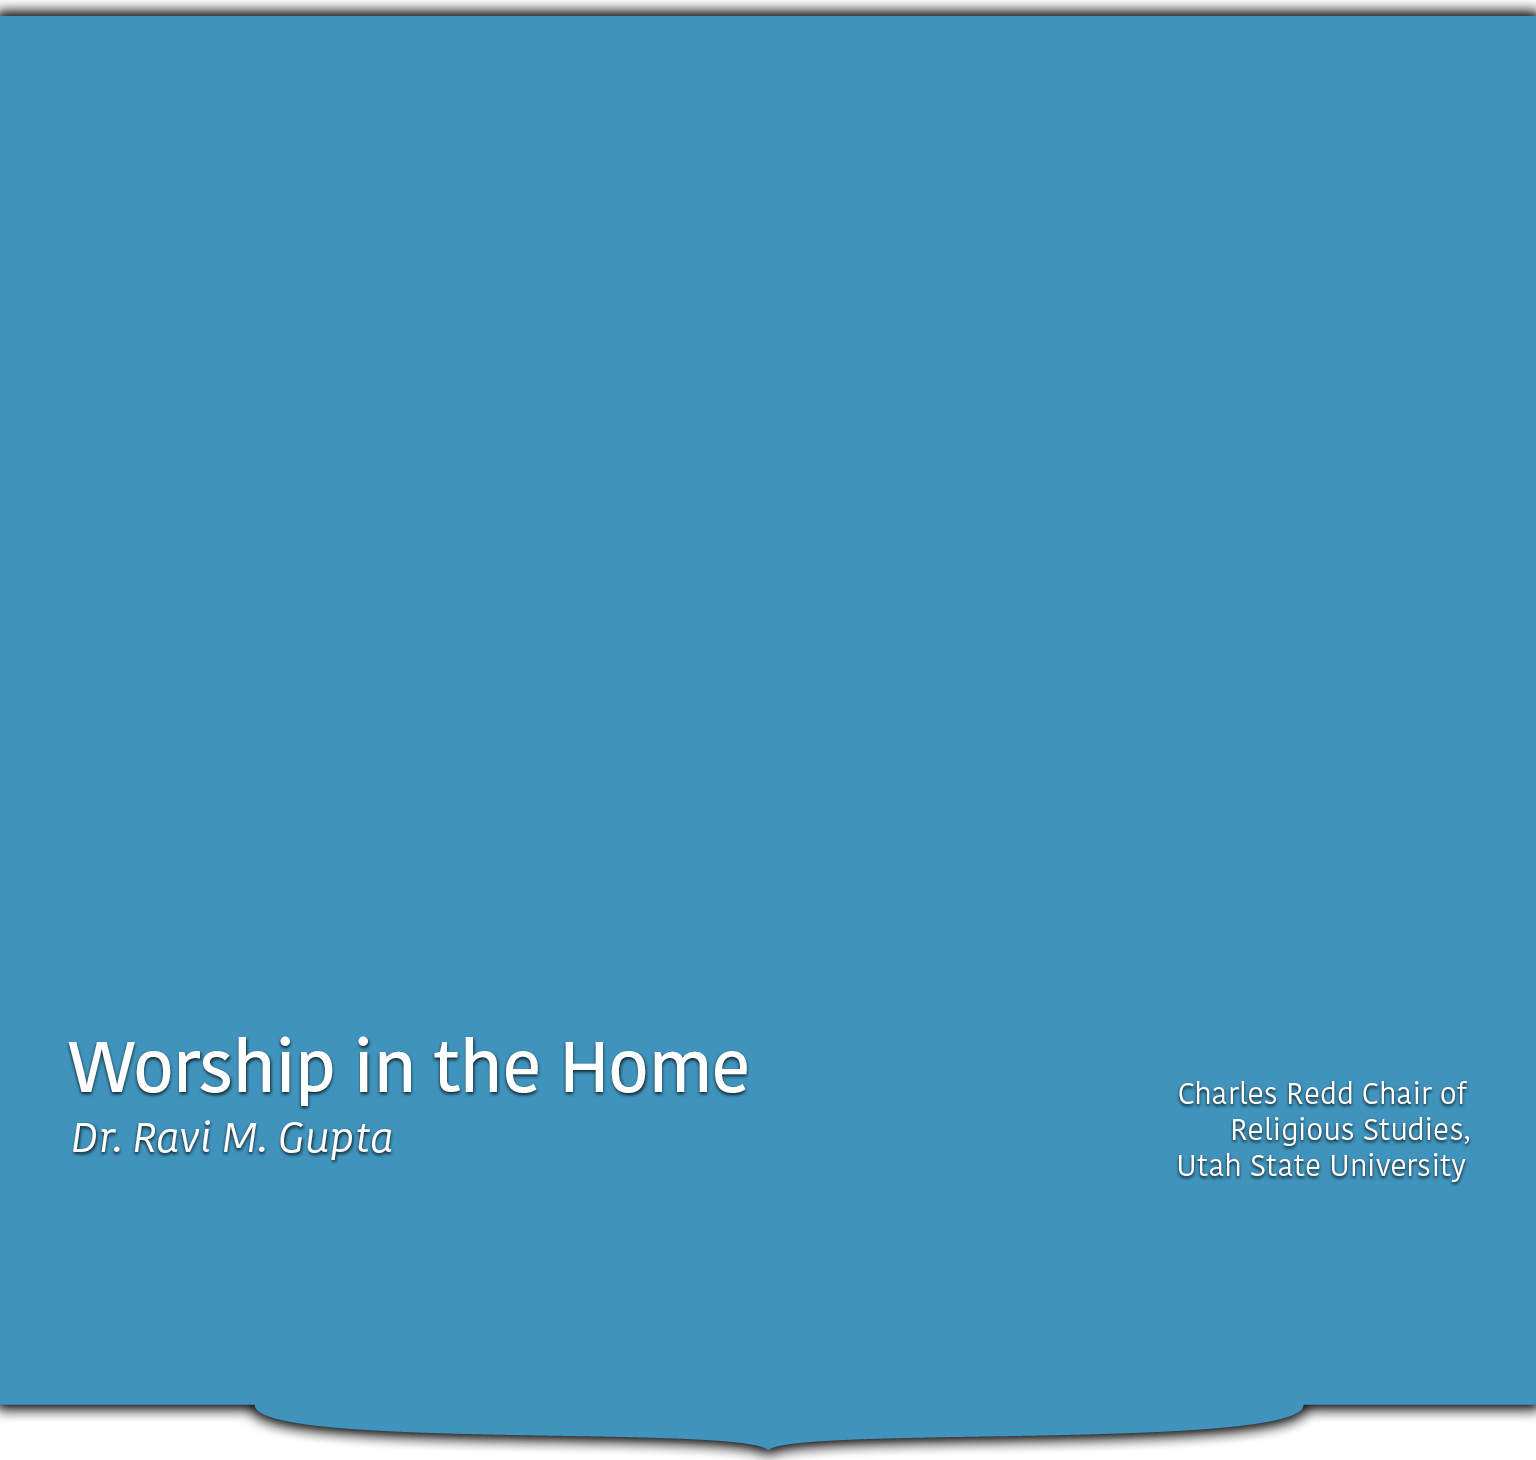 Worship in the Home
Dr. Ravi M. Gupta
Charles Redd Chair of
Religious Studies,
Utah State University